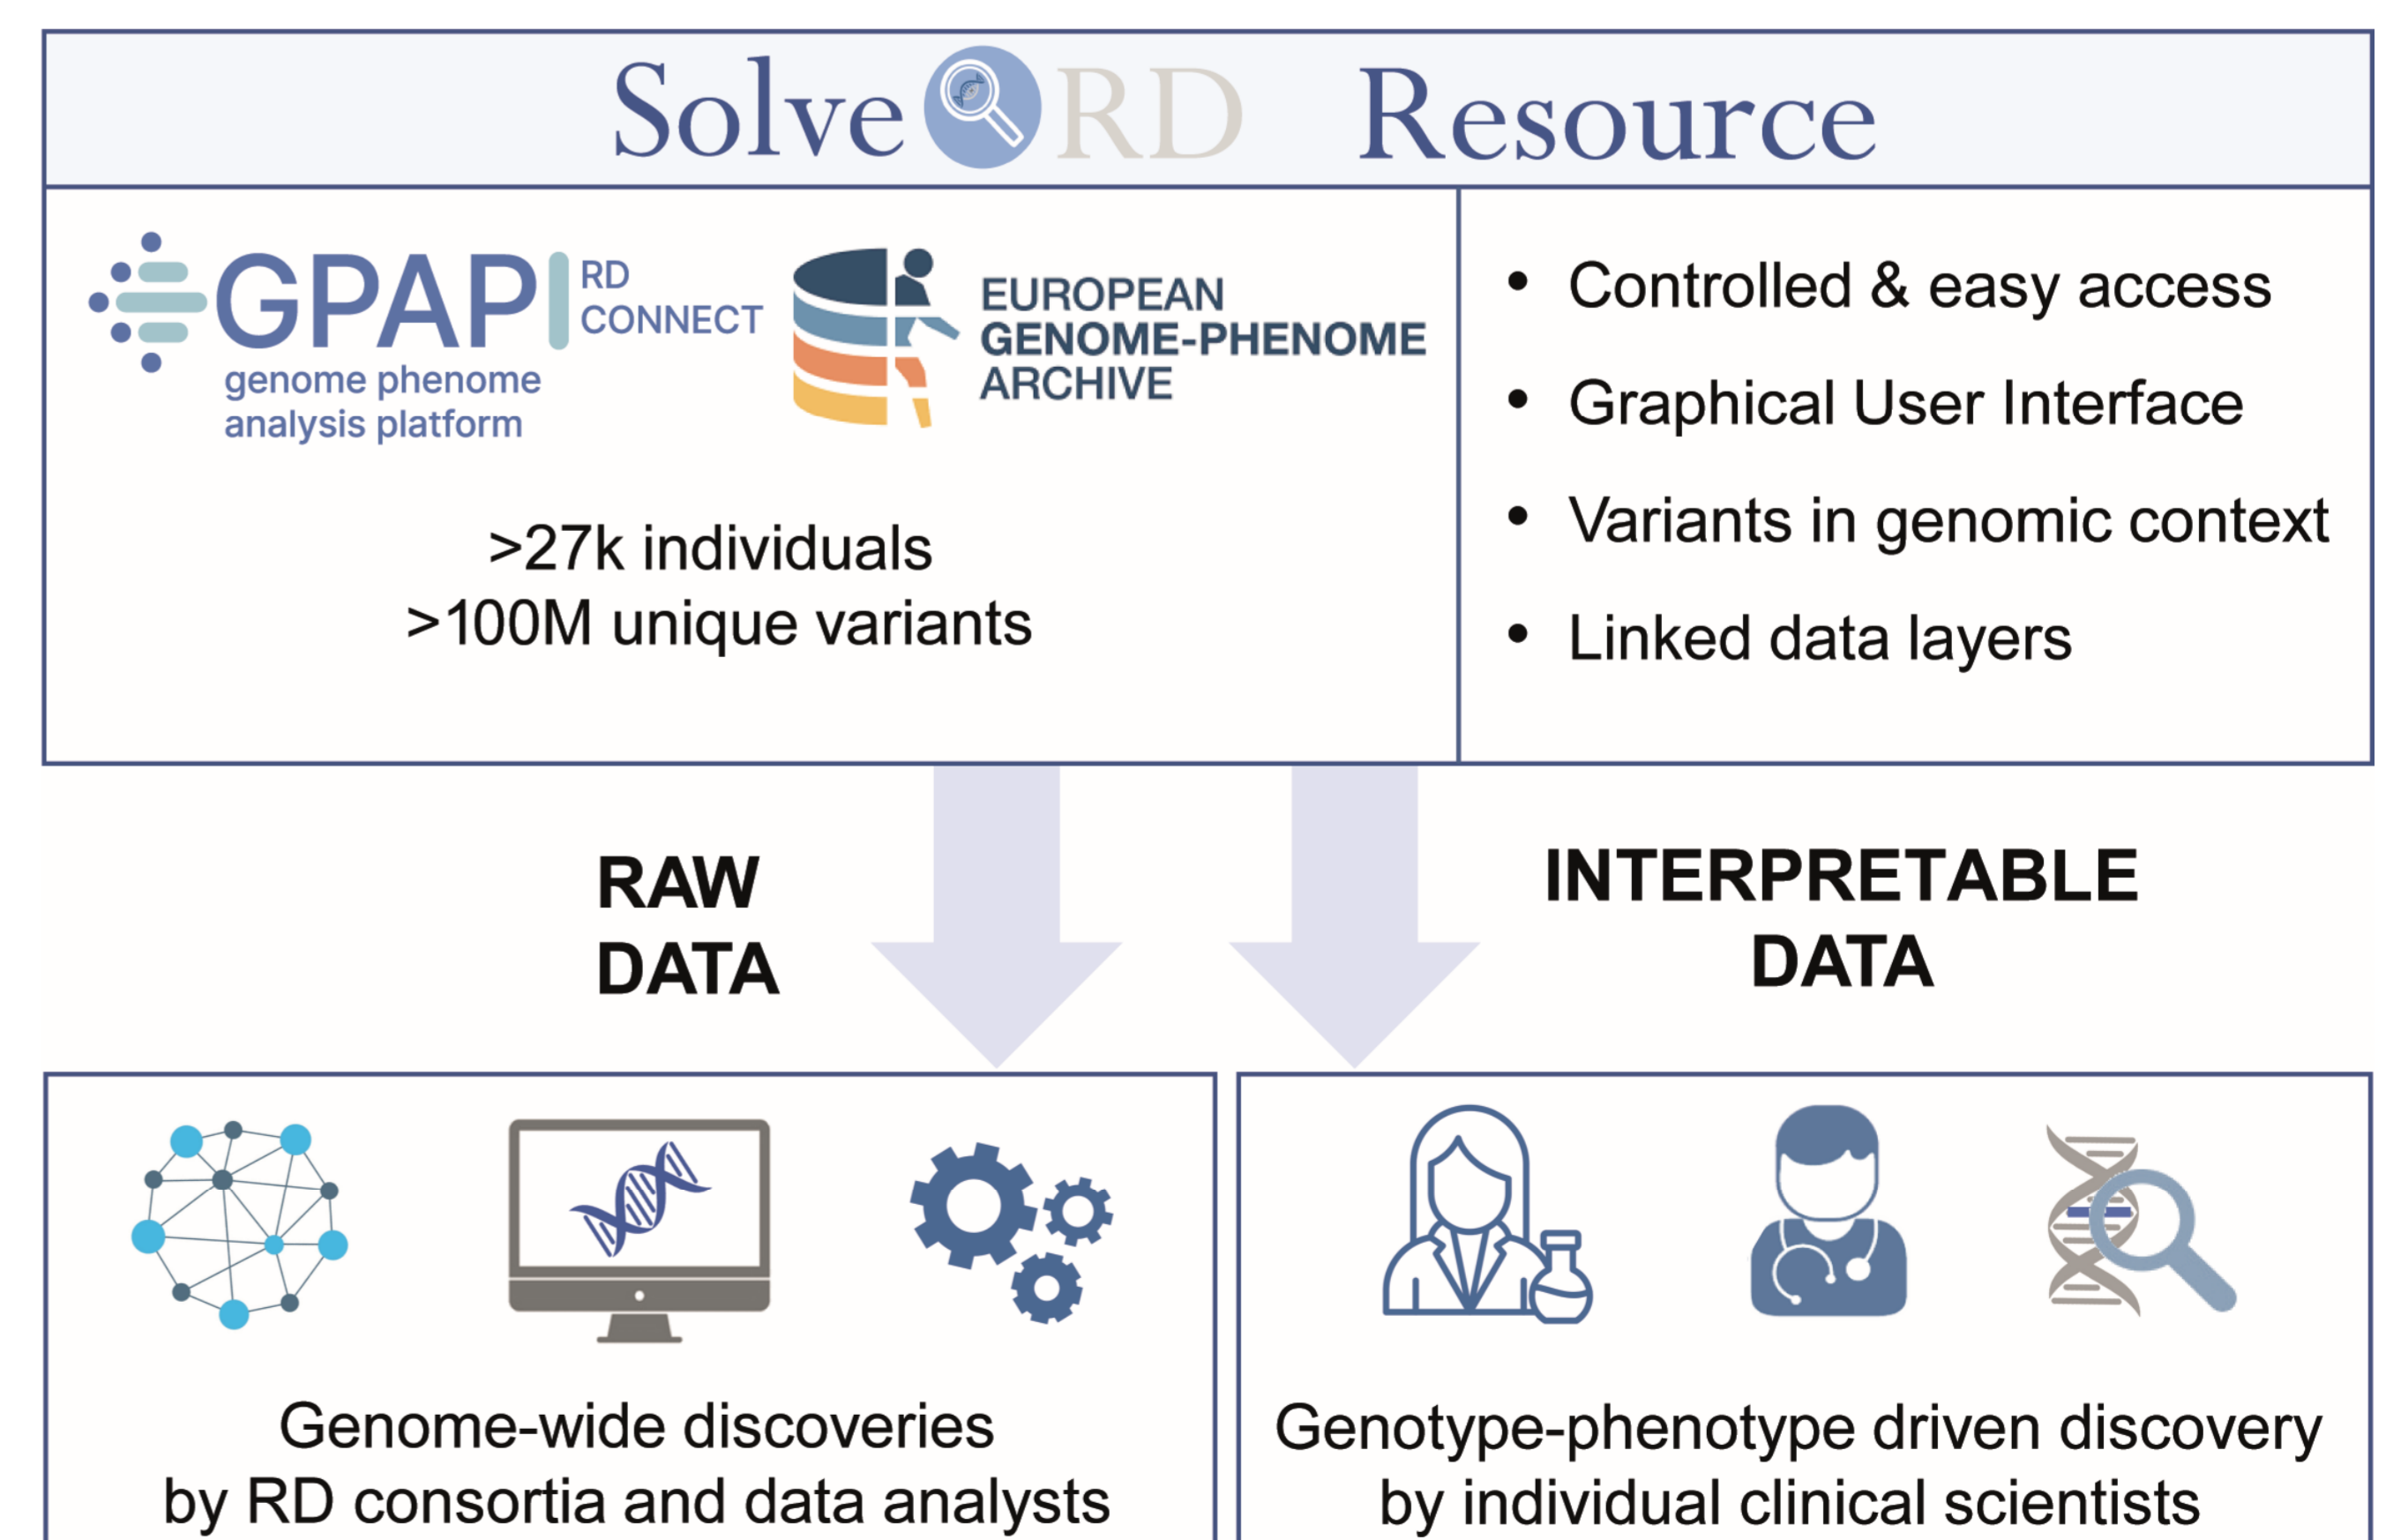 Solve RD Resource
GPAP RD
CONNECT
genome phenome
analysis platform
EUROPEAN
GENOME-PHENOME
ARCHIVE
>27k individuals
>100M unique variants
• Controlled & easy access
• Graphical User Interface
• Variants in genomic context
• Linked data layers
RAW
DATA
INTERPRETABLE
DATA
Genome-wide discoveries
by RD consortia and data analysts
Genotype-phenotype driven discovery
by individual clinical scientists